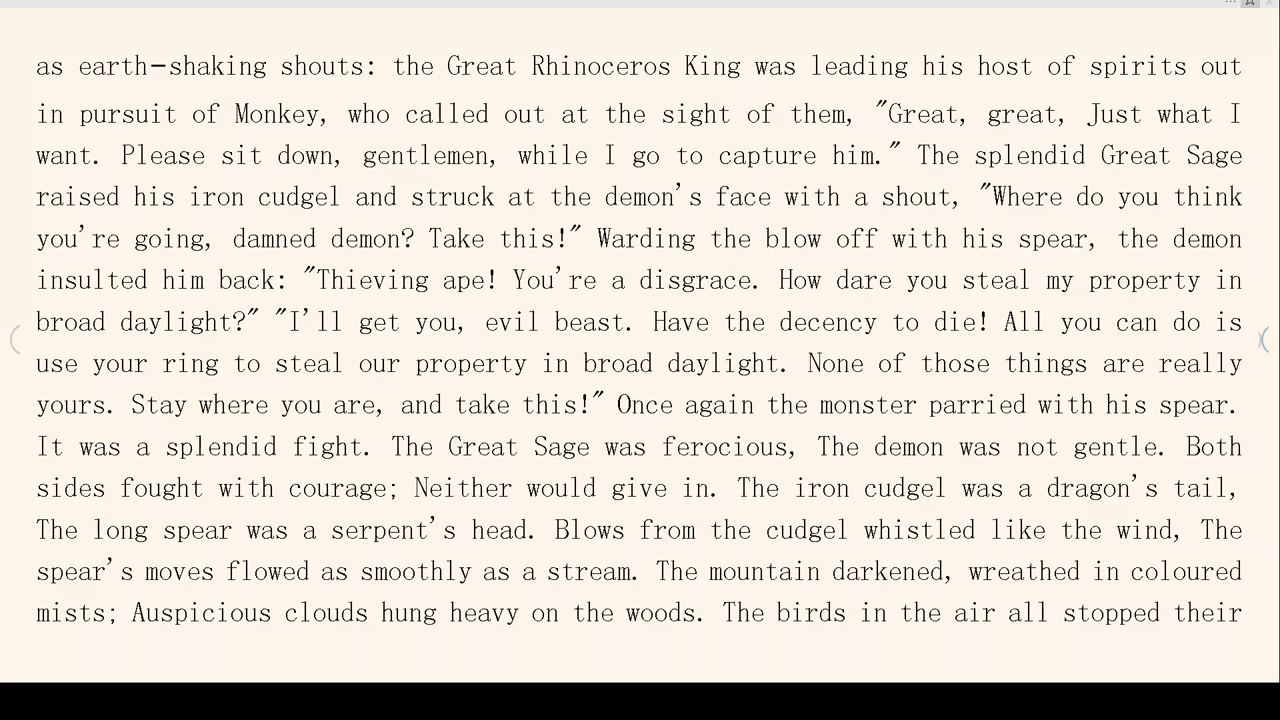 as earth-shaking shouts: the Great Rhinoceros King was leading his host of spirits out
in pursuit of Monkey, who called out at the sight of them, "Great, great, Just what I
want. Please sit down, gentlemen, while I go to capture him." The splendid Great Sage
raised his iron cudgel and struck at the demon's face with a shout, "Where do you think
you're going, damned demon? Take this!" Warding the blow off with his spear, the demon
insulted him back: "Thieving ape! You're a disgrace. How dare you steal my property in
broad daylight?" "I'll get you, evil beast. Have the decency to die! All you can do is
use your ring to steal our property in broad daylight. None of those things are really
yours. Stay where you are, and take this!" Once again the monster parried with his spear.
It was a splendid fight. The Great Sage was ferocious, The demon was not gentle. Both
sides fought with courage; Neither would give in. The iron cudgel was a dragon's tail,
The long spear was a serpent's head. Blows from the cudgel whistled like the wind, The
spear's moves flowed as smoothly as a stream. The mountain darkened, wreathed in coloured
mists; Auspicious clouds hung heavy on the woods. The birds in the air all stopped their